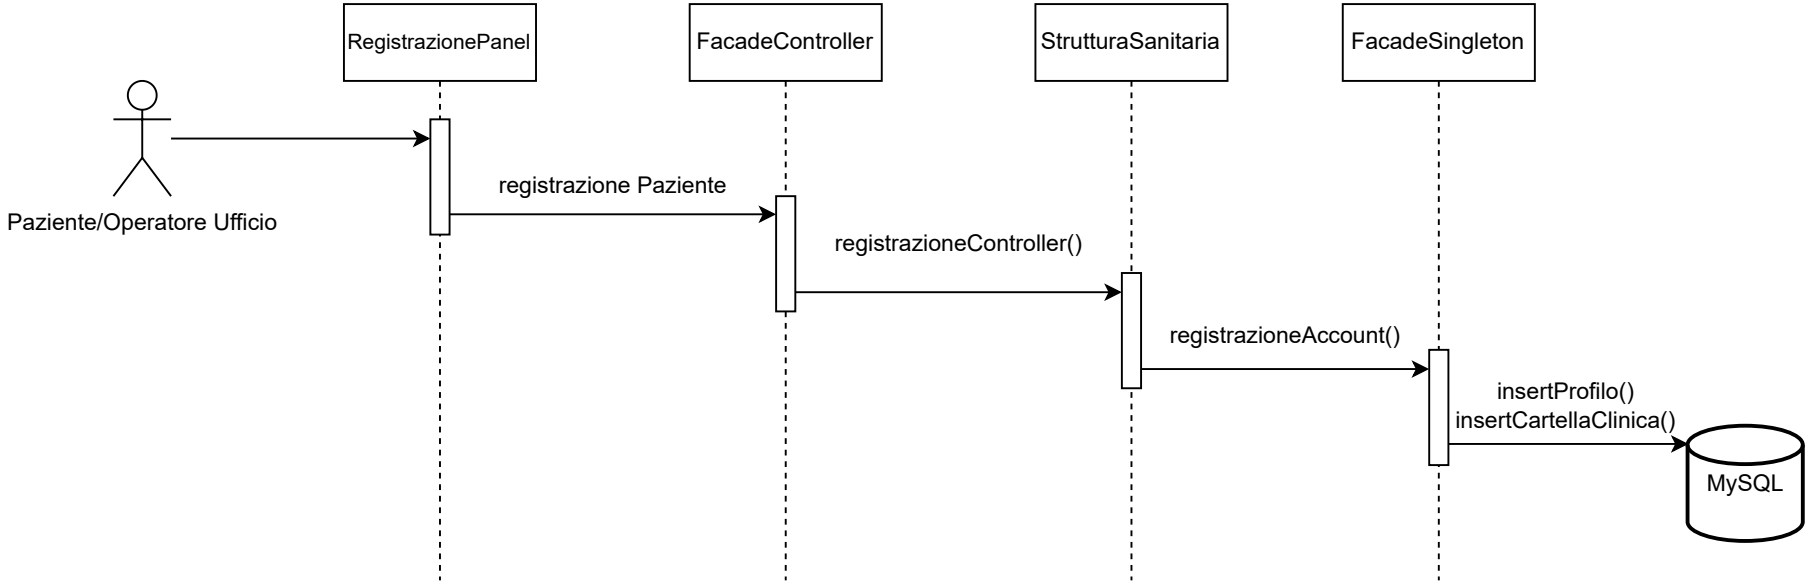 RegistrazionePanel
FacadeController
StrutturaSanitaria
FacadeSingleton
Paziente/Operatore Ufficio
registrazione Paziente
registrazioneController()
registrazioneAccount()
insertProfilo()
insertCartellaClinica()
MySQL